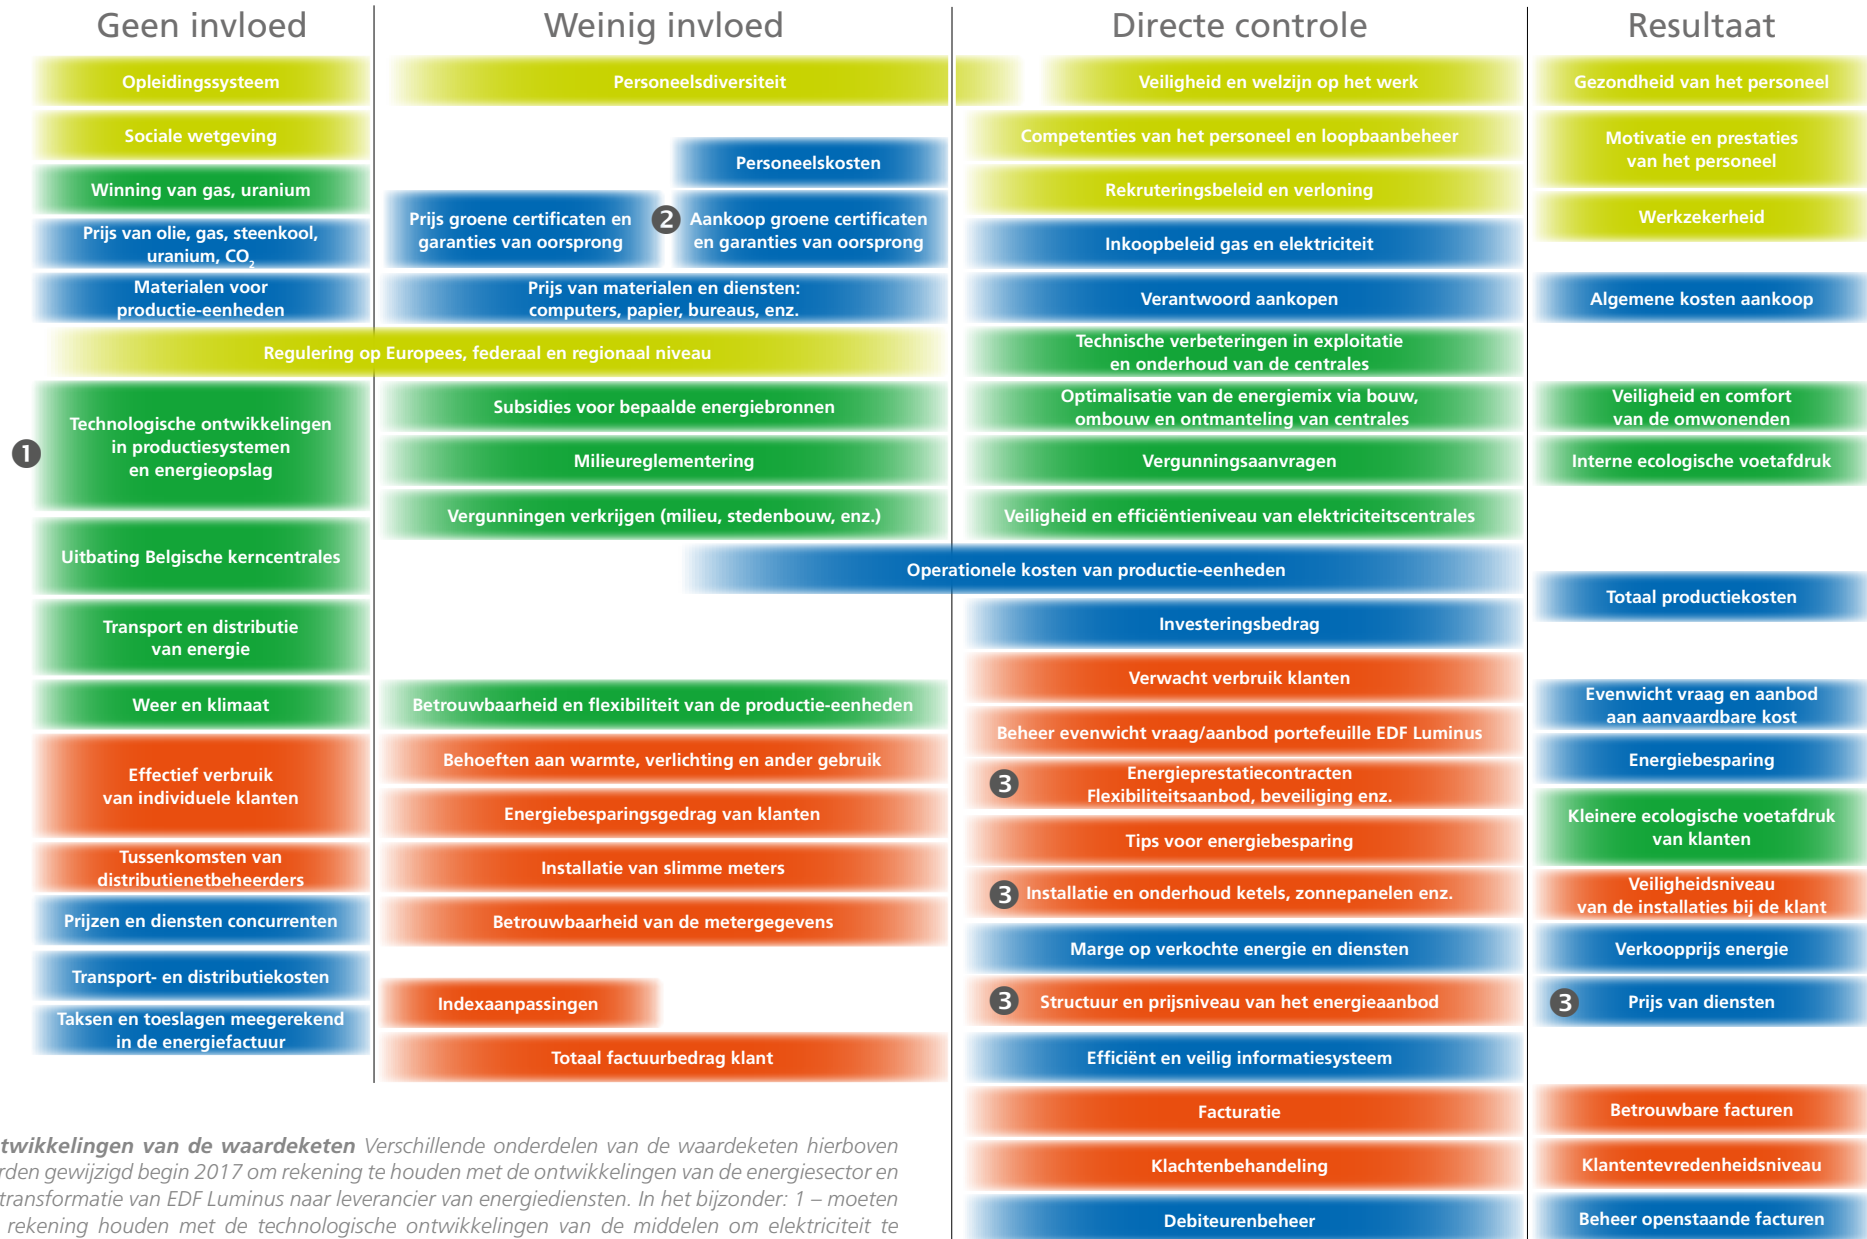 Geen invloed
Opleidingssysteem
Sociale wetgeving
Winning van gas, uranium
Prijs van olie, gas, steenkool,
uranium, CO2
Materialen voor
productie-eenheden
Regulering op Europees, federaal en regionaal niveau
1
Technologische ontwikkelingen
in productiesystemen
en energieopslag
Uitbating Belgische kerncentrales
Transport en distributie
van energie
Weer en klimaat
Effectief verbruik
van individuele klanten
Tussenkomsten van
distributienetbeheerders
Prijzen en diensten concurrenten
Transport- en distributiekosten
Taksen en toeslagen meegerekend
in de energiefactuur
Weinig invloed
Personeelsdiversiteit
Personeelskosten
Prijs groene certificaten en
garanties van oorsprong
2
Aankoop groene certificaten
en garanties van oorsprong
Prijs van materialen en diensten:
computers, papier, bureaus, enz.
Subsidies voor bepaalde energiebronnen
Milieureglementering
Vergunningen verkrijgen (milieu, stedenbouw, enz.)
Operationele kosten van productie-eenheden
Betrouwbaarheid en flexibiliteit van de productie-eenheden
Behoeften aan warmte, verlichting en ander gebruik
Energiebesparingsgedrag van klanten
Installatie van slimme meters
Betrouwbaarheid van de metergegevens
Indexaanpassingen
Totaal factuurbedrag klant
Directe controle
Veiligheid en welzijn op het werk
Competenties van het personeel en loopbaanbeheer
Rekruteringsbeleid en verloning
Inkoopbeleid gas en elektriciteit
Verantwoord aankopen
Technische verbeteringen in exploitatie
en onderhoud van de centrales
Optimalisatie van de energiemix via bouw,
ombouw en ontmanteling van centrales
Vergunningsaanvragen
Veiligheid en efficiëntieniveau van elektriciteitscentrales
Investeringsbedrag
Verwacht verbruik klanten
Beheer evenwicht vraag/aanbod portefeuille EDF Luminus
3
Energieprestatiecontracten
Flexibiliteitsaanbod, beveiliging enz.
Tips voor energiebesparing
3 Installatie en onderhoud ketels, zonnepanelen enz.
Marge op verkochte energie en diensten
3 Structuur en prijsniveau van het energieaanbod
Efficiënt en veilig informatiesysteem
Facturatie
Klachtenbehandeling
Debiteurenbeheer
Resultaat
Gezondheid van het personeel
Motivatie en prestaties
van het personeel
Werkzekerheid
Algemene kosten aankoop
Veiligheid en comfort
van de omwonenden
Interne ecologische voetafdruk
Totaal productiekosten
Evenwicht vraag en aanbod
aan aanvaardbare kost
Energiebesparing
Kleinere ecologische voetafdruk
van klanten
Veiligheidsniveau
van de installaties bij de klant
Verkoopprijs energie
3 Prijs van diensten
Betrouwbare facturen
Klantentevredenheidsniveau
Beheer openstaande facturen
twikkelingen van de waardeketen Verschillende onderdelen van de waardeketen hierboven
rden gewijzigd begin 2017 om rekening te houden met de ontwikkelingen van de energiesector en
transformatie van EDF Luminus naar leverancier van energiediensten. In het bijzonder: 1 – moeten
rekening houden met de technologische ontwikkelingen van de middelen om elektriciteit te